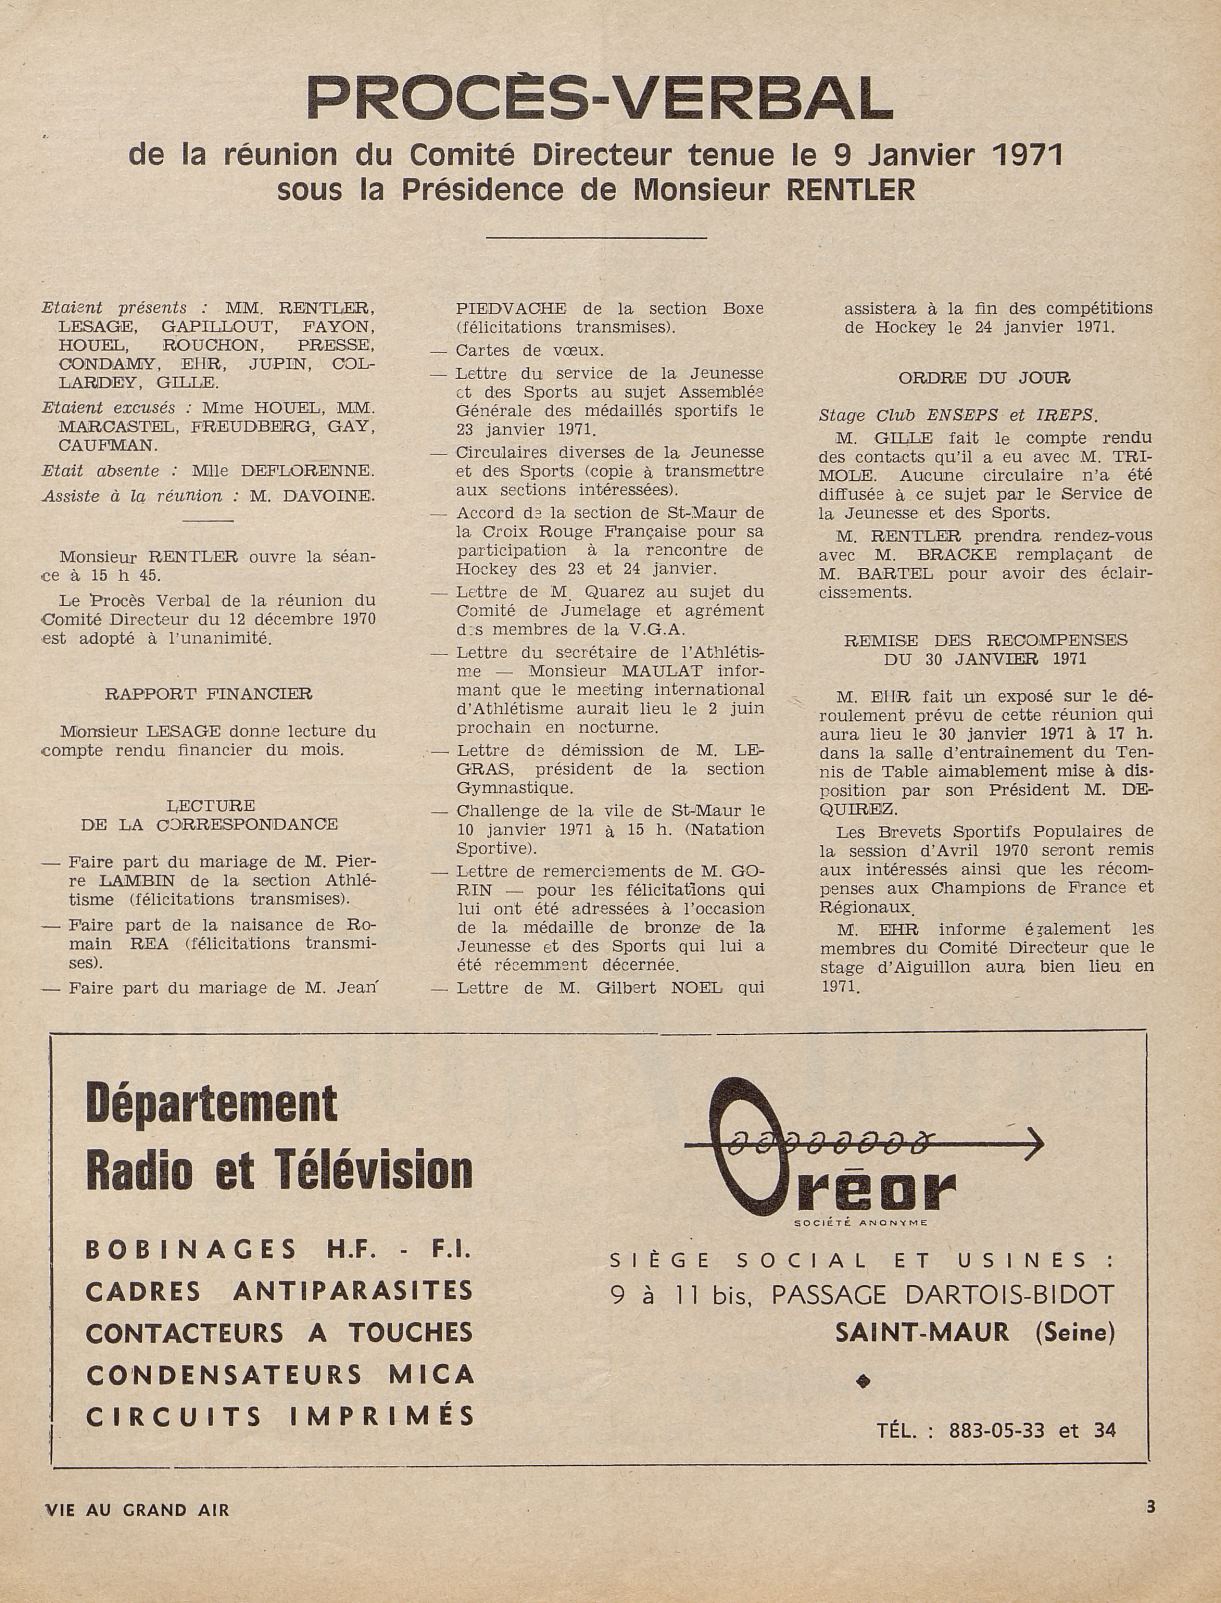 PROCÈS-VERBAL
de la réunion du Comité Directeur tenue le 9 Janvier 1971
sous la Présidence de Monsieur RENTLER
Etaient présents : MM. RENTLER,
LESAGE, GAPILLOUT, FAYON,
HOUEL, ROUCHON, PRESSE,
CONDAMY, EHR, JUPIN, COL-
LARDEY, GILLE.
Etaient excusés : Mme HOUEL, MM.
MARCASTEL, FREUDBERG, GAY,
CAUFMAN.
Etait absente : Mlle DEFLORENNE.
Assiste à la réunion : M. DAVOINE.
Monsieur RENTLER ouvre la séan-
ce à 15 h 45.
Le Procès Verbal de la réunion du
Comité Directeur du 12 décembre 1970
est adopté à l'unanimité.
RAPPORT FINANCIER
Monsieur LESAGE donne lecture du
compte rendu financier du mois.
LECTURE
DE LA CORRESPONDANCE
— Faire part du mariage de M. Pier-
re LAMBIN de la section Athlé-
tisme (félicitations transmises).
— Faire part de la naisance de Ro-
main REA (félicitations transmi-
ses).
— Faire part du mariage de M. Jean
PIEDVACHE de la section Boxe
(félicitations transmises).
— Cartes de vœux.
— Lettre du service de la Jeunesse
et des Sports au sujet Assemblée
Générale des médaillés sportifs le
23 janvier 1971.
— Circulaires diverses de la Jeunesse
et des Sports (copie à transmettre
aux sections intéressées).
— Accord de la section de St-Maur de
la Croix Rouge Française pour sa
participation à la rencontre de
Hockey des 23 et 24 janvier.
— Lettre de M. Quarez au sujet du
Comité de Jumelage et agrément
des membres de la V.G.A.
— Lettre du secrétaire de l'Athlétis-
me — Monsieur MAULAT infor-
mant que le meeting international
d'Athlétisme aurait lieu le 2 juin
prochain en nocturne.
— Lettre de démission de M. LE-
GRAS, président de la section
Gymnastique.
— Challenge de la vile de St-Maur le
10 janvier 1971 à 15 h. (Natation
Sportive).
— Lettre de remerciements de M. GO-
RIN — pour les félicitations qui
lui ont été adressées à l'occasion
de la médaille de bronze de la
Jeunesse et des Sports qui lui a
été récemment décernée.
— Lettre de M. Gilbert NOEL qui
assistera à la fin des compétitions
de Hockey le 24 janvier 1971.
ORDRE DU JOUR
Stage Club ENSEPS et IREPS.
M. GILLE fait le compte rendu
des contacts qu'il a eu avec M. TRI-
MOLE. Aucune circulaire n'a été
diffusée à ce sujet par le Service de
la Jeunesse et des Sports.
M. RENTLER prendra rendez-vous
avec M. BRACKE remplaçant de
M. BARTEL pour avoir des éclair-
cissements.
REMISE DES RECOMPENSES
DU 30 JANVIER 1971
M. EHR fait un exposé sur le dé-
roulement prévu de cette réunion qui
aura lieu le 30 janvier 1971 à 17 h.
dans la salle d'entraînement du Ten-
nis de Table aimablement mise à dis-
position par son Président M. DE-
QUIREZ.
Les Brevets Sportifs Populaires de
la session d'Avril 1970 seront remis
aux intéressés ainsi que les récom-
penses aux Champions de France et
Régionaux.
M. EHR informe également les
membres du Comité Directeur que le
stage d'Aiguillon aura bien lieu en
1971.
Département
Radio et Télévision
BOBINAGES H.F. - F.I.
CADRES ANTIPARASITES
CONTACTEURS A TOUCHES
CONDENSATEURS MICA
CIRCUITS IMPRIMÉS
Oréor
SOCIÉTÉ ANONYME
SIÈGE SOCIAL ET USINES :
9 à 11 bis, PASSAGE DARTOIS-BIDOT
SAINT-MAUR (Seine)
TÉL. : 883-05-33 et 34
VIE AU GRAND AIR
3